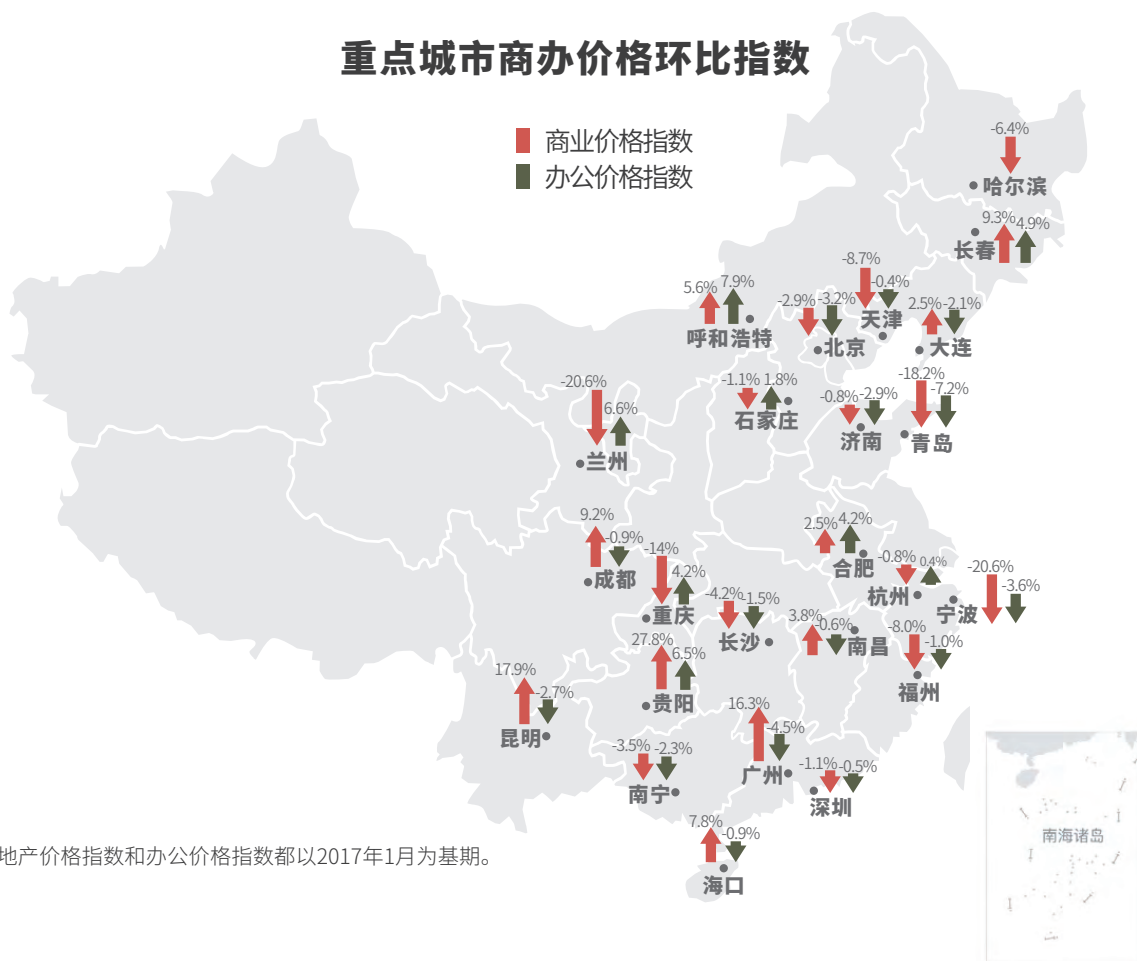 重点城市商办价格环比指数
商业价格指数
办公价格指数
-6.4%
哈尔滨
9.3% 4.9%
长春
-8.7% -0.4%
天津
5.6% 7.9%
呼和浩特
-2.9% -3.2%
北京
2.5% -2.1%
大连
-1.1% 1.8%
石家庄
-0.8% -2.9%
济南
-18.2% -7.2%
青岛
-20.6% 6.6%
兰州
9.2% -0.9%
成都
-14% 4.2%
重庆
2.5% 4.2%
合肥
-0.8% 0.4%
杭州
-20.6% -3.6%
宁波
-4.2% -1.5%
长沙
3.8% -0.6%
南昌
-8.0% -1.0%
福州
27.8% 6.5%
贵阳
17.9% -2.7%
昆明
16.3% -4.5%
广州
-3.5% -2.3%
南宁
-1.1% -0.5%
深圳
7.8% -0.9%
海口
南海诸岛
地产价格指数和办公价格指数都以2017年1月为基期。